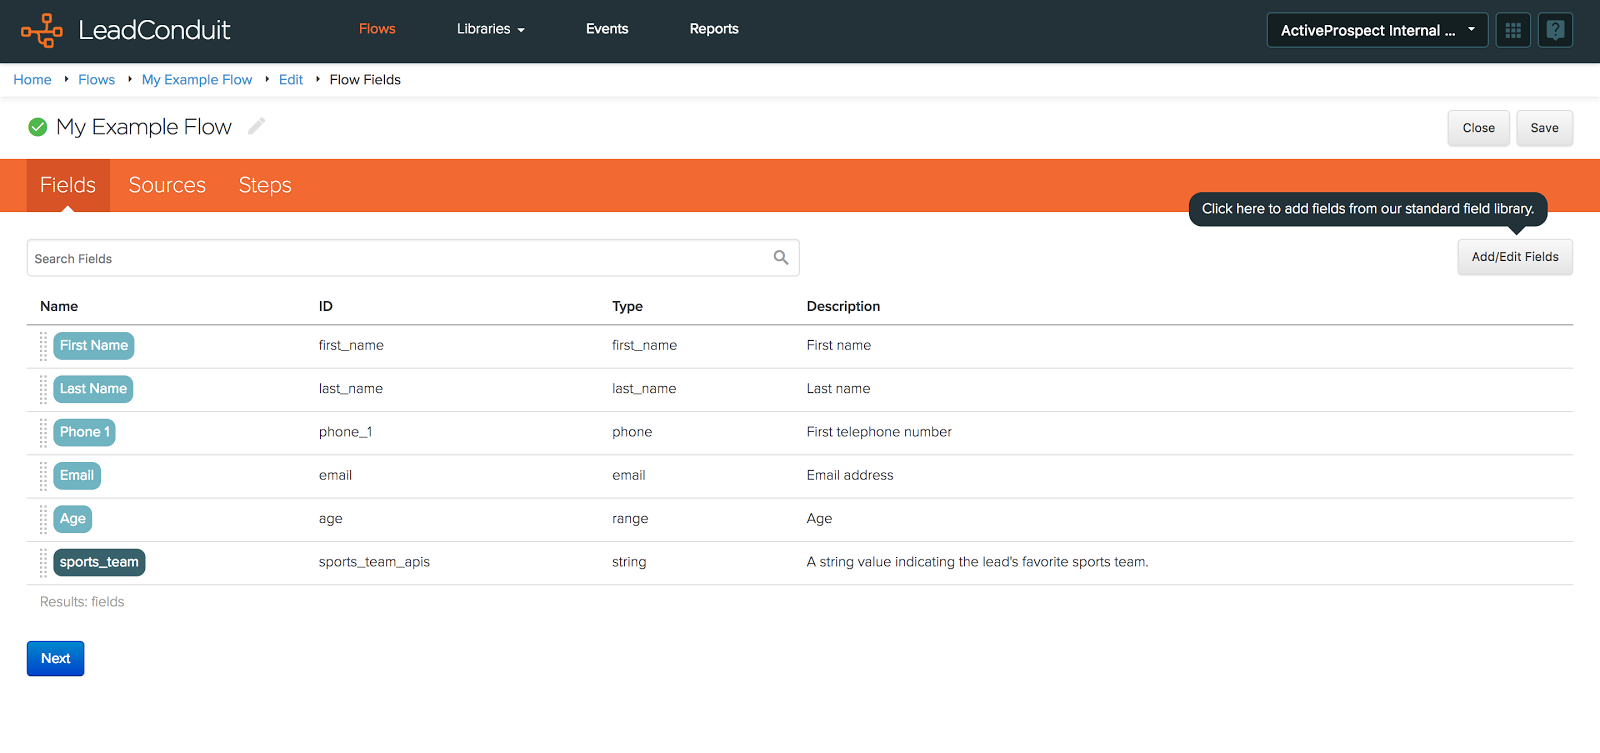 LeadConduit Flows Libraries Events Reports ActiveProspect Internal ... ?
Home Flows My Example Flow Edit Flow Fields
My Example Flow Close Save
Fields Sources Steps
Click here to add fields from our standard field library.
Search Fields Add/Edit Fields
Name ID Type Description
First Name first_name first_name First name
Last Name last_name last_name Last name
Phone 1 phone_1 phone First telephone number
Email email email Email address
Age age range Age
sports_team sports_team_apis string A string value indicating the lead's favorite sports team.
Results: fields
Next